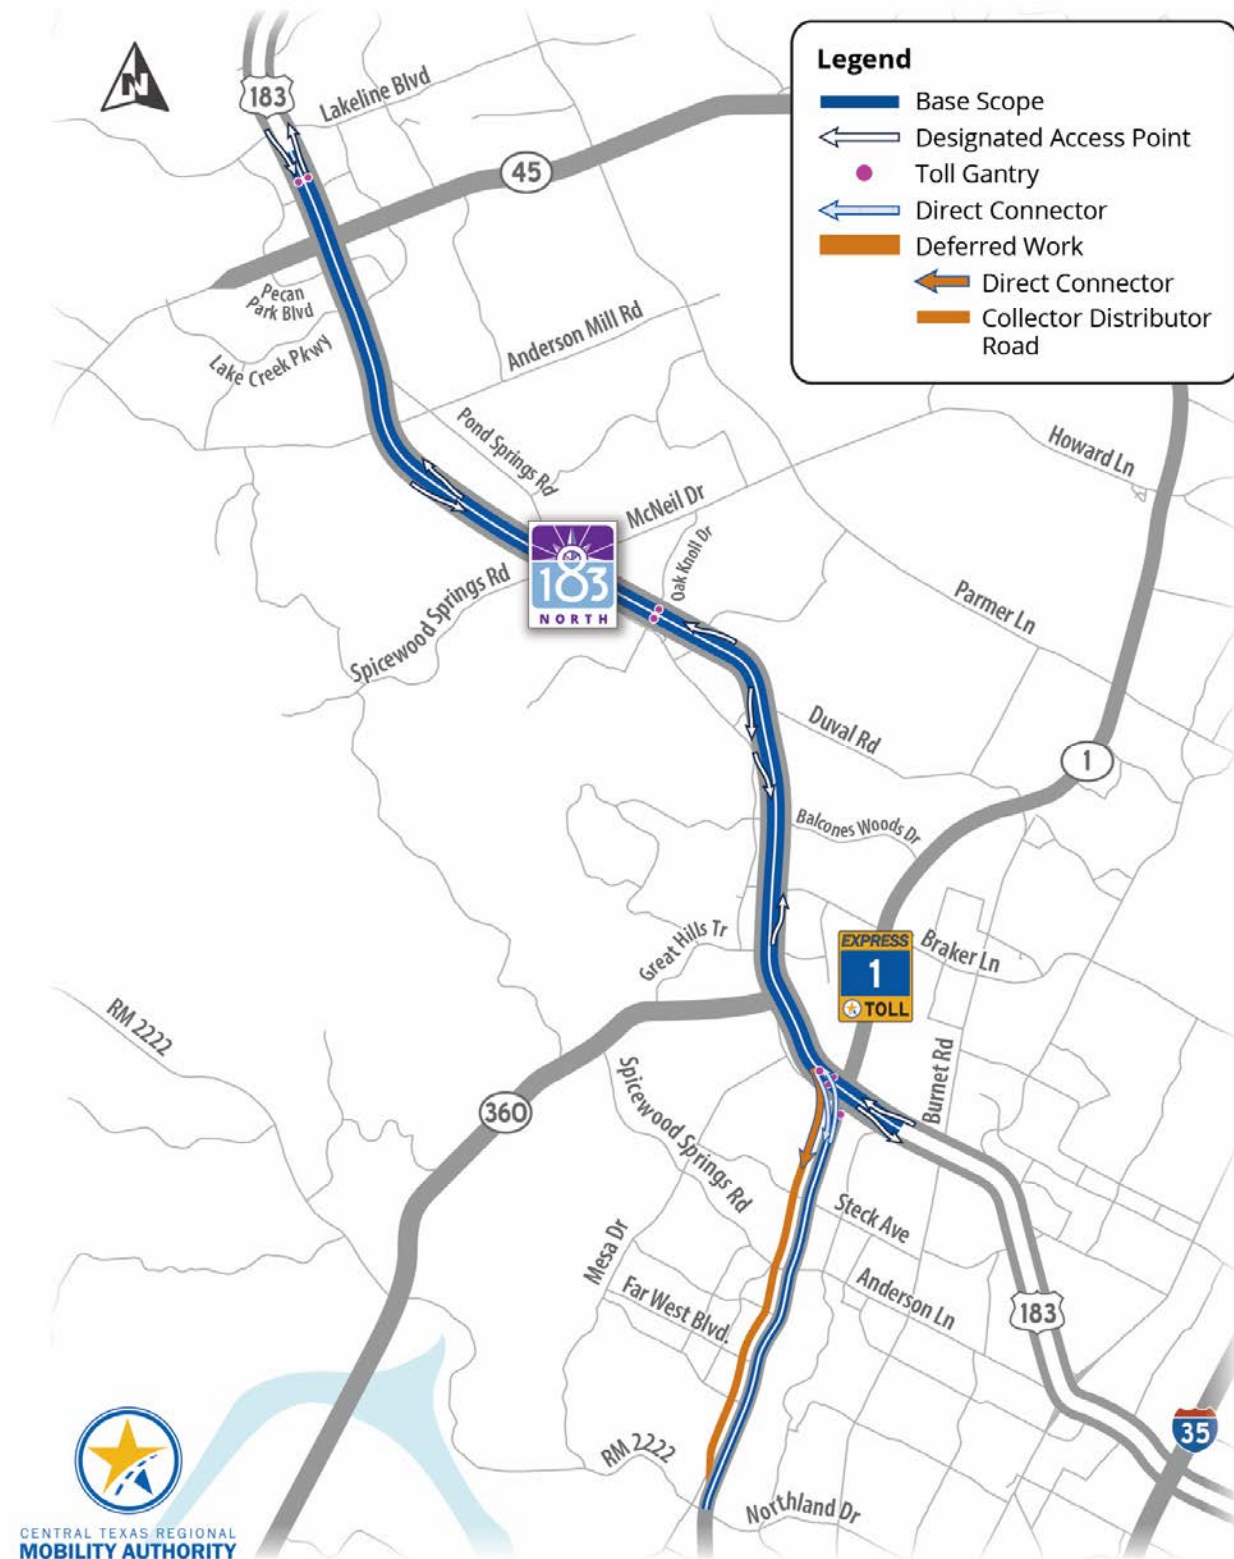 Legend
Base Scope
Designated Access Point
Toll Gantry
Direct Connector
Deferred Work
Direct Connector
Collector Distributor
Road
N
183
Lakeline Blvd
45
Pecan
Park Blvd
Lake Creek Pkwy
Anderson Mill Rd
Pond Springs Rd
Howard Ln
McNeil Dr
Oak Knoll Dr
183
NORTH
Spicewood Springs Rd
Parmer Ln
Duval Rd
1
Balcones Woods Dr
Great Hills Tr
EXPRESS
1
TOLL
Braker Ln
RM 2222
Burnet Rd
360
Spicewood Springs Rd
Steck Ave
Mesa Dr
Far West Blvd.
Anderson Ln
183
35
RM 2222
Northland Dr
CENTRAL TEXAS REGIONAL
MOBILITY AUTHORITY